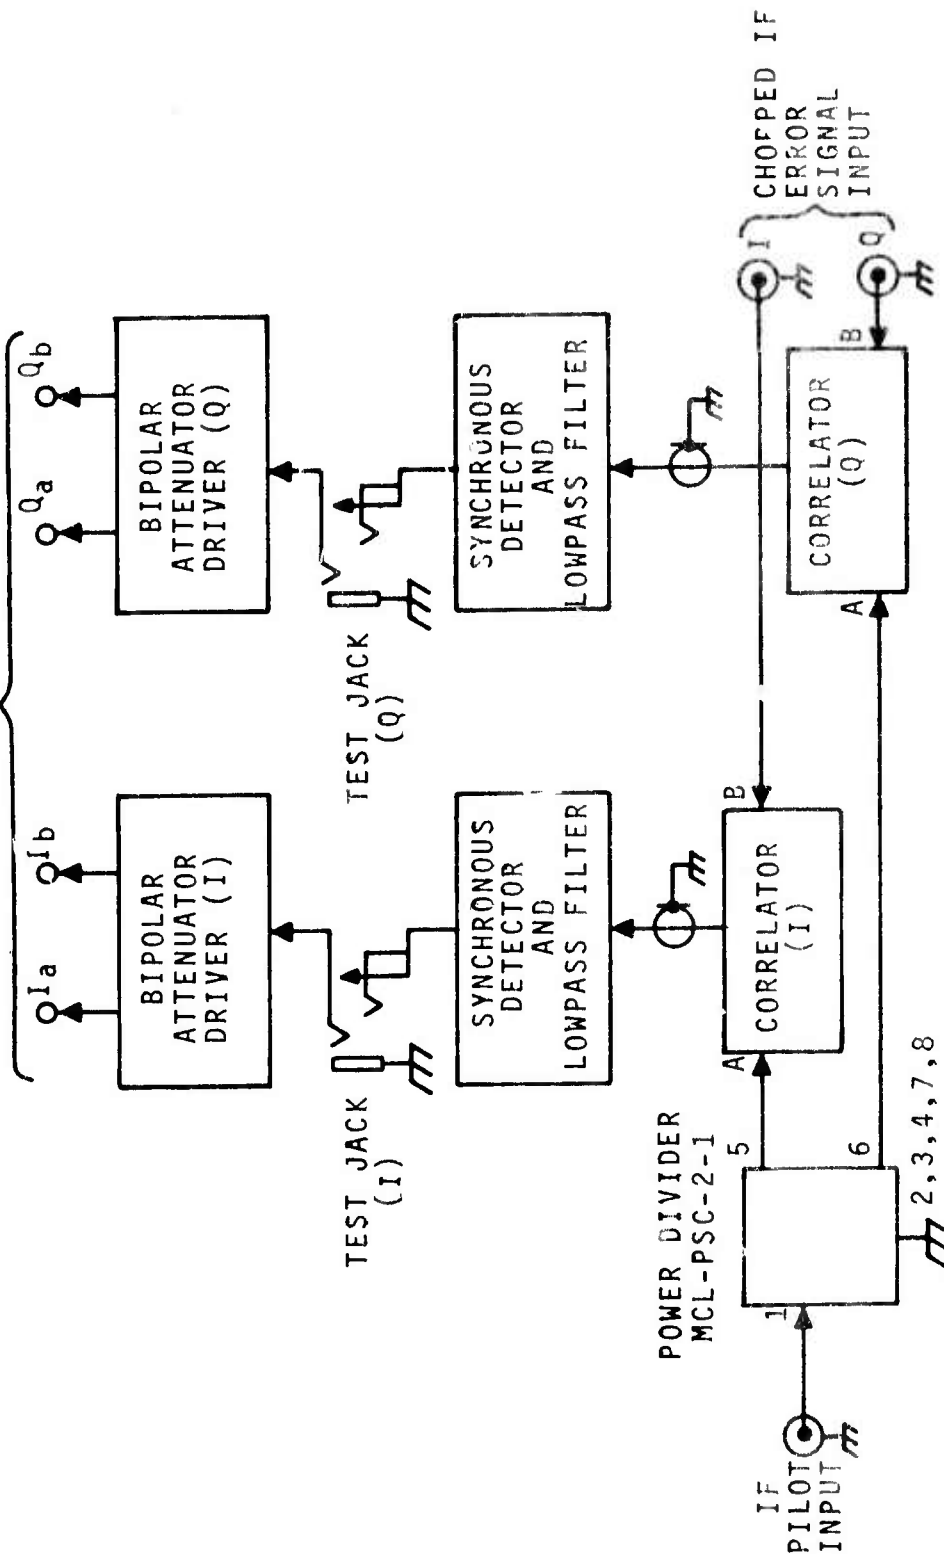 Ia
Ib
Qa
Qb
BIPOLAR
ATTENUATOR
DRIVER (I)
BIPOLAR
ATTENUATOR
DRIVER (Q)
TEST JACK
(I)
TEST JACK
(Q)
SYNCHRONOUS
DETECTOR
AND
LOWPASS FILTER
SYNCHRONOUS
DETECTOR
AND
LOWPASS FILTER
POWER DIVIDER
MCL-PSC-2-1
IF
PILOT
INPUT
1
5
6
2,3,4,7,8
A
CORRELATOR
(I)
B
A
CORRELATOR
(Q)
B
I
Q
CHOPPED IF
ERROR
SIGNAL
INPUT